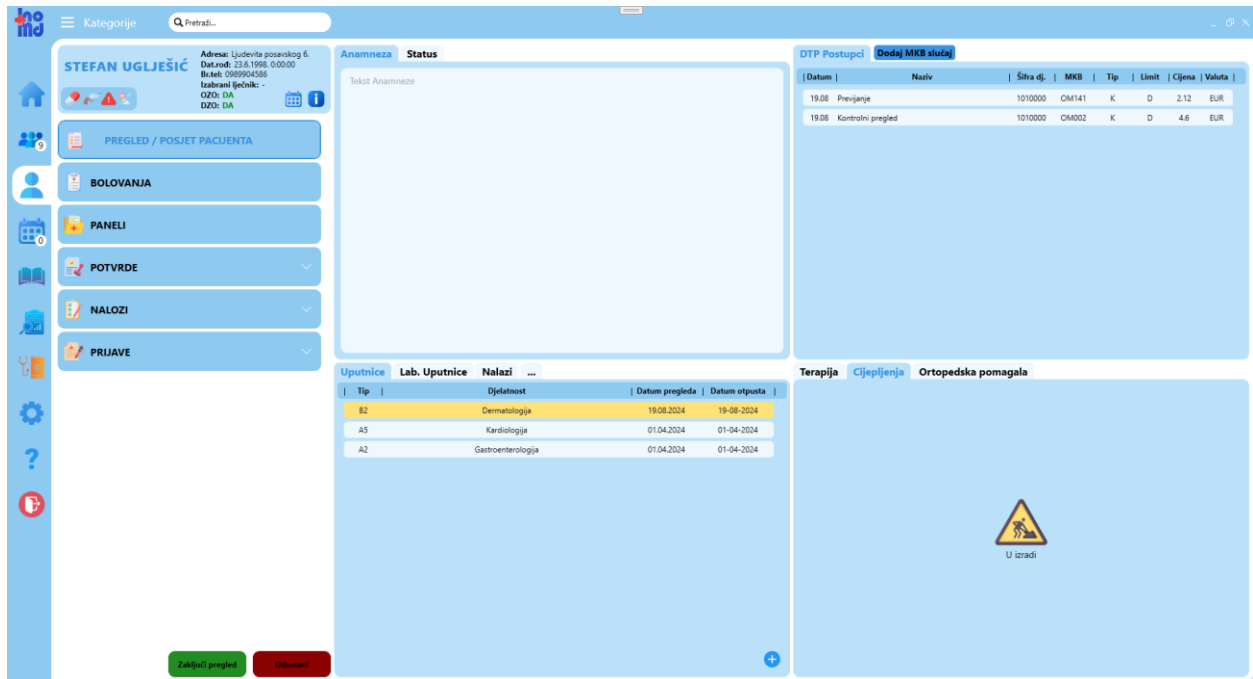 Ino
md
Kategorije
Pretraži...
STEFAN UGLJEŠIĆ
Adresa: Ljudevita posavskog 6.
Dat.rođ: 23.6.1998. 0:00:00
Br.tel: 0989904586
Izabrani liječnik: -
OZO: DA
DZO: DA
9
0
PREGLED / POSJET PACIJENTA
BOLOVANJA
PANELI
POTVRDE
NALOZI
PRIJAVE
Zaključi pregled
Odustani
Anamneza Status
Tekst Anamneze
DTP Postupci Dodaj MKB slučaj
| Datum | Naziv | Šifra dj. | MKB | Tip | Limit | Cijena | Valuta |
19.08 Previjanje 1010000 OM141 K D 2.12 EUR
19.08 Kontrolni pregled 1010000 OM002 K D 4.6 EUR
Uputnice Lab. Uputnice Nalazi ...
| Tip | Djelatnost | Datum pregleda | Datum otpusta |
B2 Dermatologija 19.08.2024 19-08-2024
A5 Kardiologija 01.04.2024 01-04-2024
A2 Gastroenterologija 01.04.2024 01-04-2024
Terapija Cijepljenja Ortopedska pomagala
U izradi